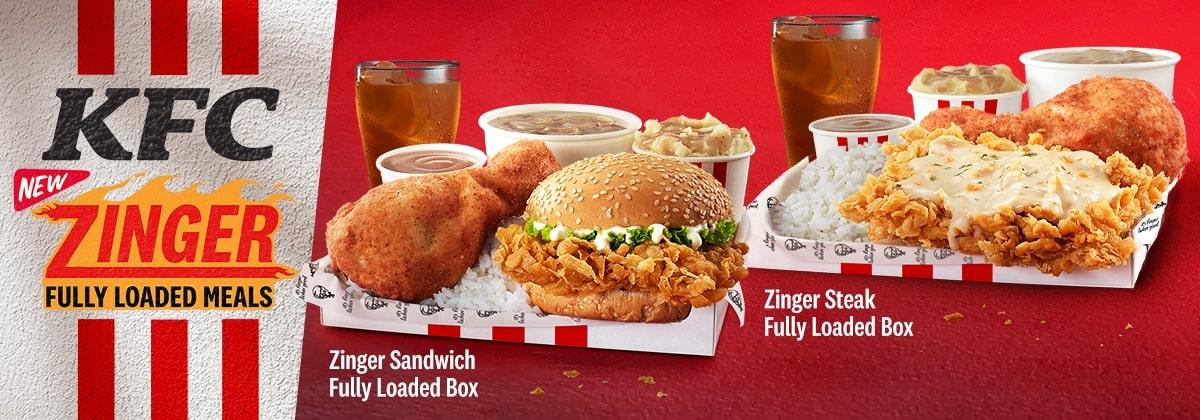 KFC
NEW
ZINGER
FULLY LOADED MEALS
Zinger Sandwich
Fully Loaded Box
Zinger Steak
Fully Loaded Box